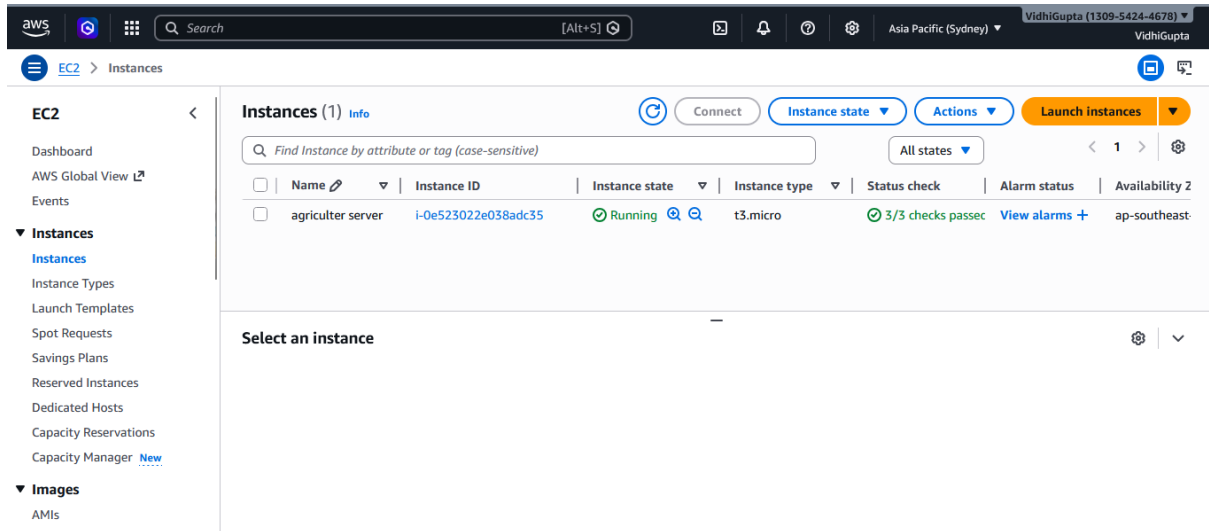 aws Search [Alt+S] Asia Pacific (Sydney) VidhiGupta (1309-5424-4678)
VidhiGupta
EC2 > Instances
EC2
Dashboard
AWS Global View
Events
Instances
Instances
Instance Types
Launch Templates
Spot Requests
Savings Plans
Reserved Instances
Dedicated Hosts
Capacity Reservations
Capacity Manager New
Images
AMIs
Instances (1) Info Connect Instance state Actions Launch instances
Find Instance by attribute or tag (case-sensitive) All states 1
Name Instance ID Instance state Instance type Status check Alarm status Availability Z
agriculter server i-0e523022e038adc35 Running t3.micro 3/3 checks passec View alarms + ap-southeast-
Select an instance